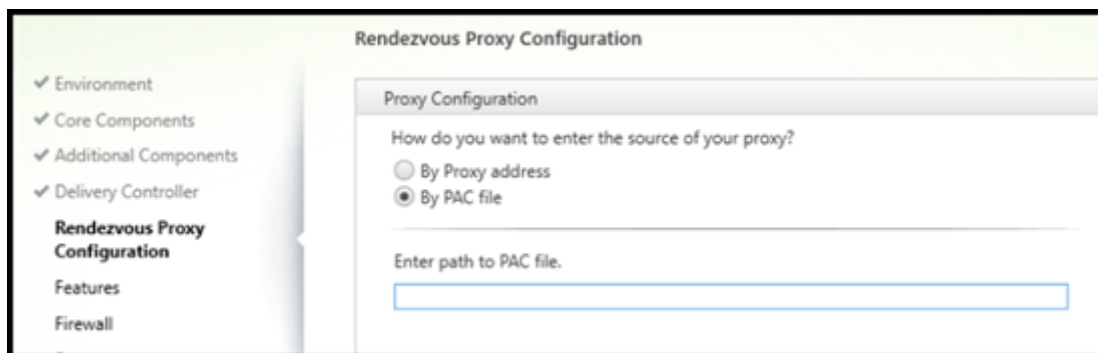 Rendezvous Proxy Configuration
Environment
Core Components
Additional Components
Delivery Controller
Rendezvous Proxy
Configuration
Features
Firewall
Proxy Configuration
How do you want to enter the source of your proxy?
By Proxy address
By PAC file
Enter path to PAC file.